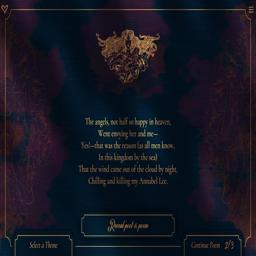 The angels, not half so happy in heaven,
Went envying her and me—
Yes!—that was the reason (as all men know,
In this kingdom by the sea)
That the wind came out of the cloud by night,
Chilling and killing my Annabel Lee.
Reveal poet & poem
Select a Theme
Continue Poem 2/3